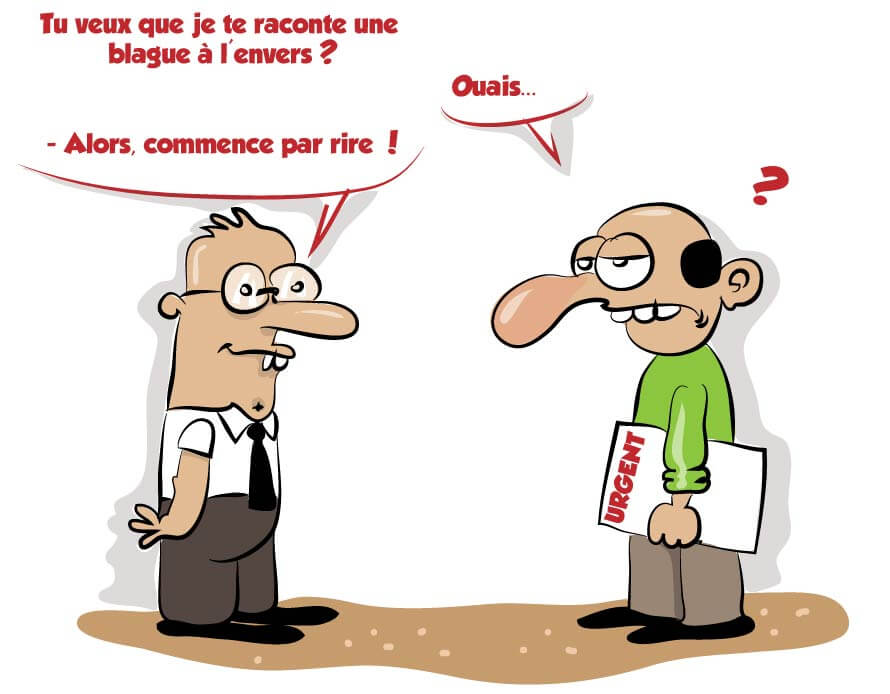 Tu veux que je te raconte une
blague à l'envers ?
Ouais...
- Alors, commence par rire !
?
URGENT